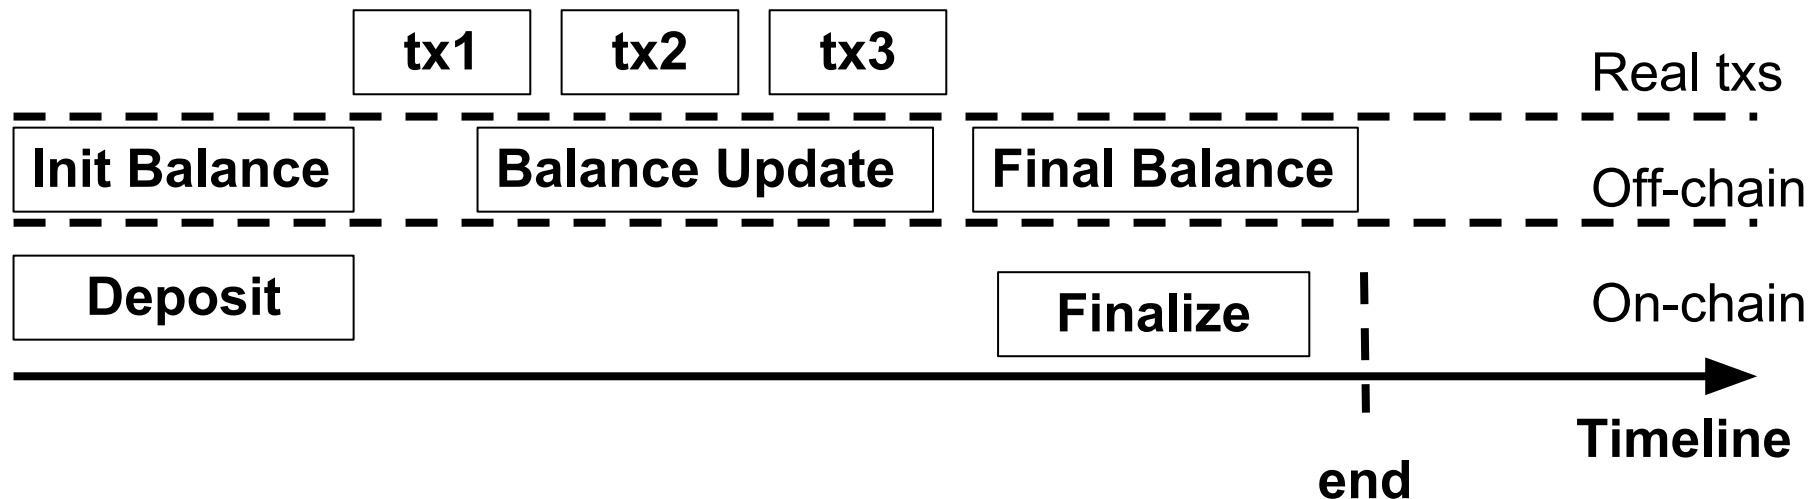 tx1 tx2 tx3 Real txs
Init Balance Balance Update Final Balance Off-chain
Deposit Finalize On-chain
Timeline
end